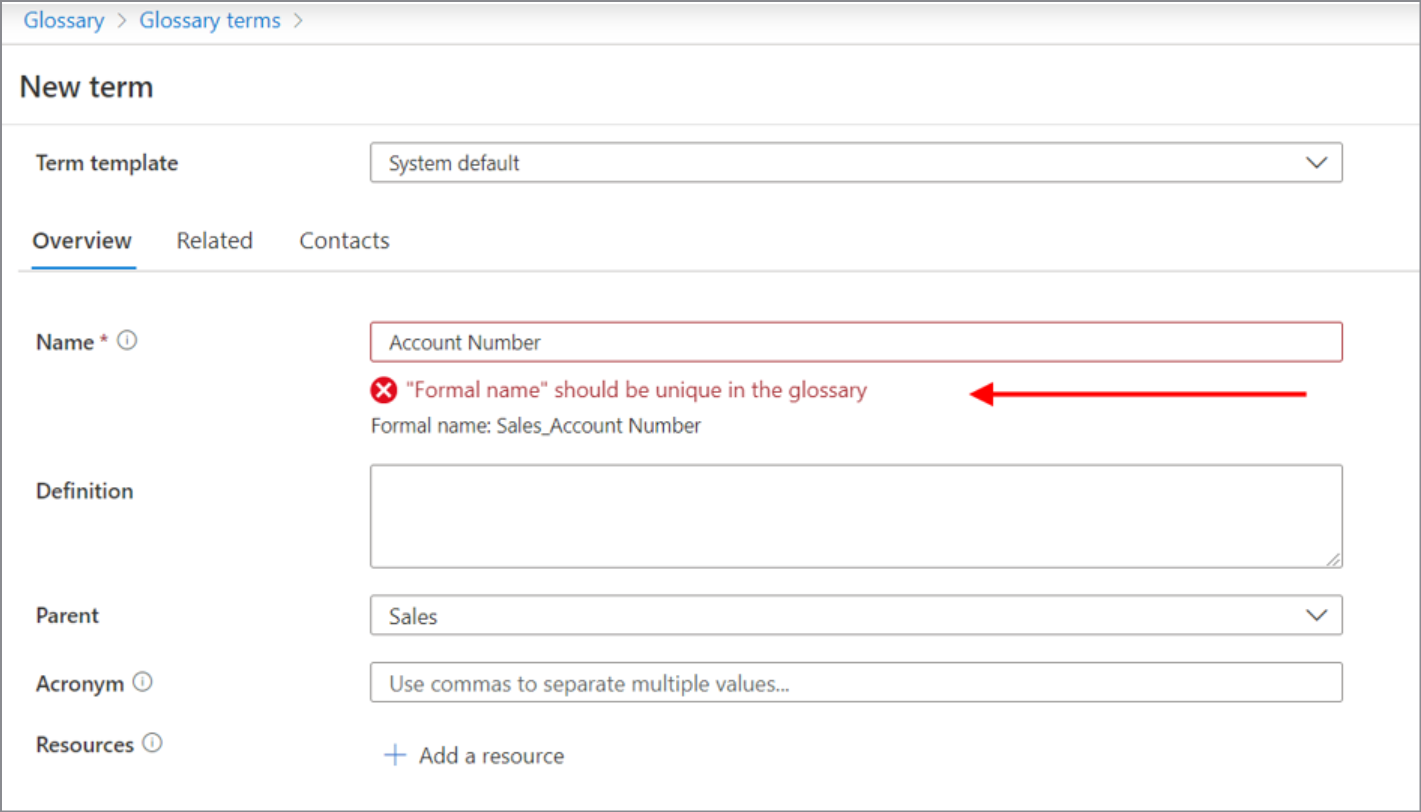 Glossary > Glossary terms >
New term
Term template System default
Overview Related Contacts
Name * Account Number
"Formal name" should be unique in the glossary
Formal name: Sales_Account Number
Definition
Parent Sales
Acronym Use commas to separate multiple values...
Resources + Add a resource